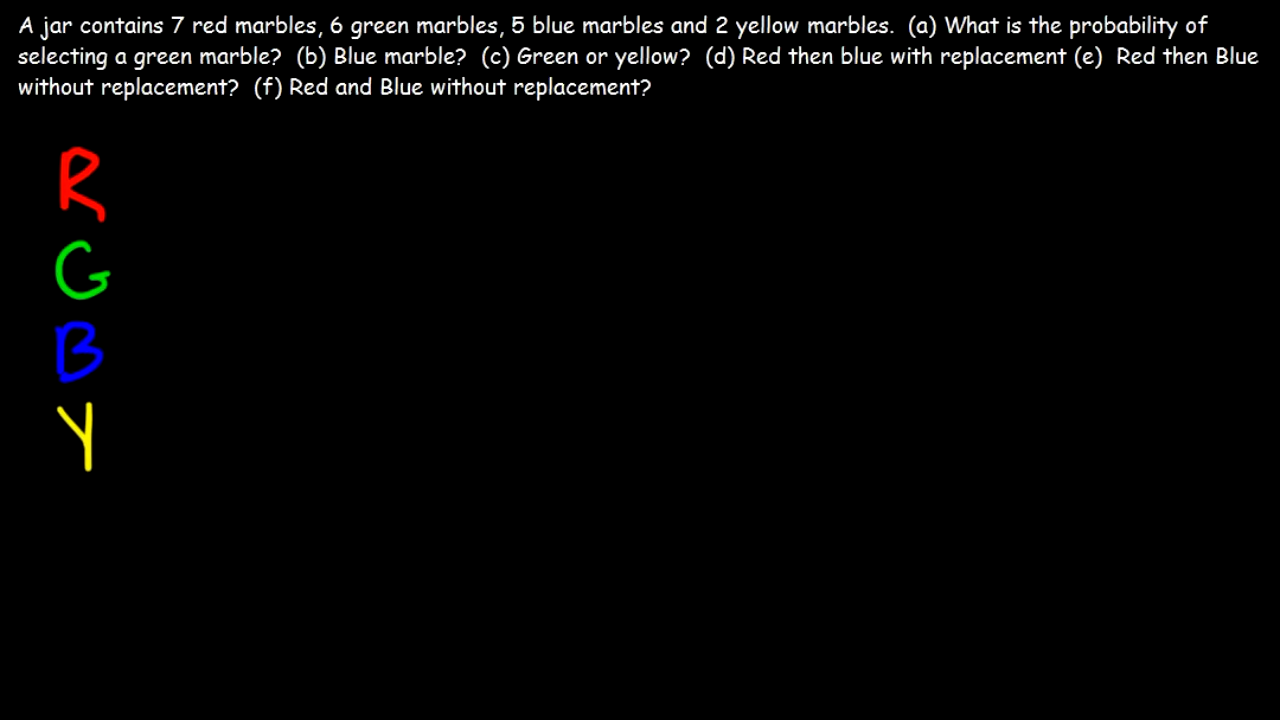 A jar contains 7 red marbles, 6 green marbles, 5 blue marbles and 2 yellow marbles.  (a) What is the probability of
selecting a green marble?  (b) Blue marble?  (c) Green or yellow?  (d) Red then blue with replacement (e)  Red then Blue
without replacement?  (f) Red and Blue without replacement?
R
G
B
Y